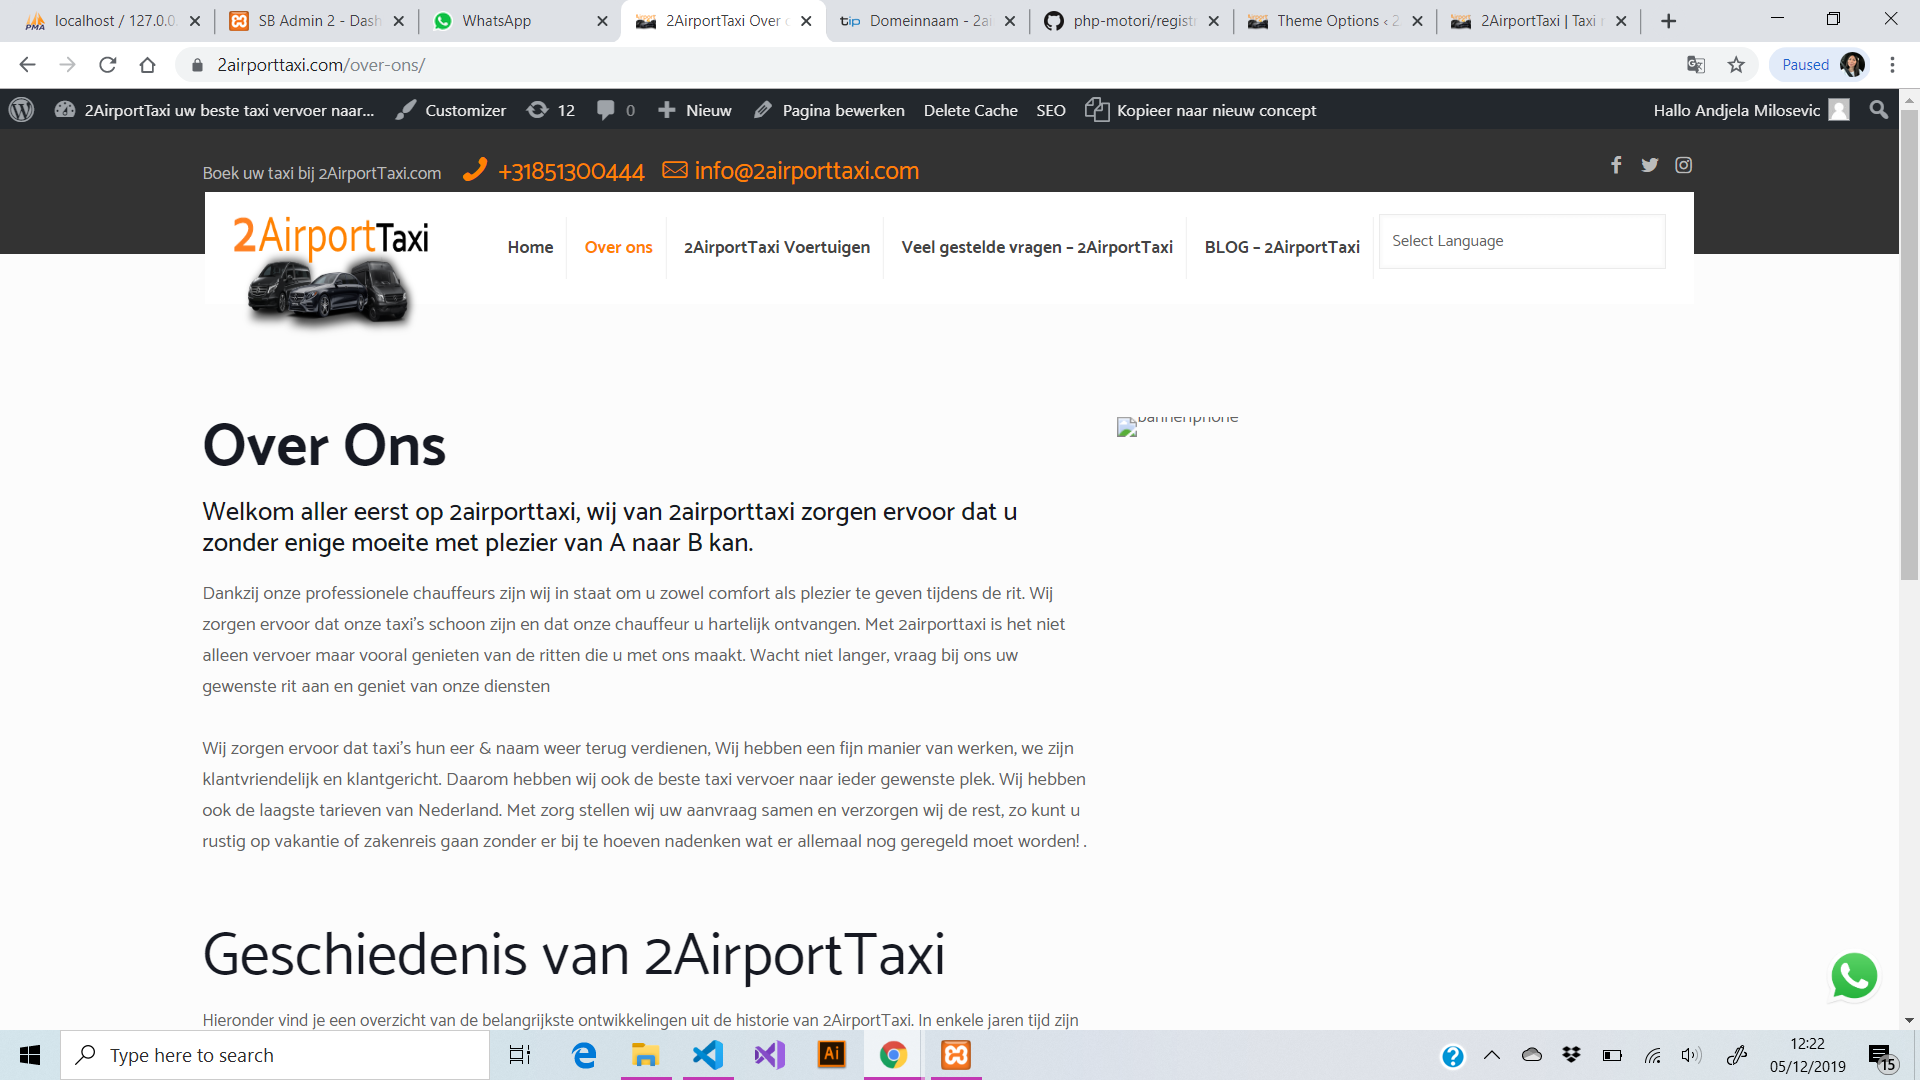 localhost / 127.0.0.
SB Admin 2 - Dash
WhatsApp
2AirportTaxi Over
Domeinnaam - 2ai
php-motori/registr
Theme Options ‹ 2
2AirportTaxi | Taxi
2airporttaxi.com/over-ons/
Paused
2AirportTaxi uw beste taxi vervoer naar...
Customizer
12
0
Nieuw
Pagina bewerken
Delete Cache
SEO
Kopieer naar nieuw concept
Hallo Andjela Milosevic
Boek uw taxi bij 2AirportTaxi.com
+31851300444
info@2airporttaxi.com
2AirportTaxi
Home
Over ons
2AirportTaxi Voertuigen
Veel gestelde vragen – 2AirportTaxi
BLOG – 2AirportTaxi
Select Language
Over Ons
banneriphone
Welkom aller eerst op 2airporttaxi, wij van 2airporttaxi zorgen ervoor dat u
zonder enige moeite met plezier van A naar B kan.
Dankzij onze professionele chauffeurs zijn wij in staat om u zowel comfort als plezier te geven tijdens de rit. Wij
zorgen ervoor dat onze taxi’s schoon zijn en dat onze chauffeur u hartelijk ontvangen. Met 2airporttaxi is het niet
alleen vervoer maar vooral genieten van de ritten die u met ons maakt. Wacht niet langer, vraag bij ons uw
gewenste rit aan en geniet van onze diensten
Wij zorgen ervoor dat taxi’s hun eer & naam weer terug verdienen, Wij hebben een fijn manier van werken, we zijn
klantvriendelijk en klantgericht. Daarom hebben wij ook de beste taxi vervoer naar ieder gewenste plek. Wij hebben
ook de laagste tarieven van Nederland. Met zorg stellen wij uw aanvraag samen en verzorgen wij de rest, zo kunt u
rustig op vakantie of zakenreis gaan zonder er bij te hoeven nadenken wat er allemaal nog geregeld moet worden! .
Geschiedenis van 2AirportTaxi
Hieronder vind je een overzicht van de belangrijkste ontwikkelingen uit de historie van 2AirportTaxi. In enkele jaren tijd zijn
Type here to search
Ai
12:22
05/12/2019
15